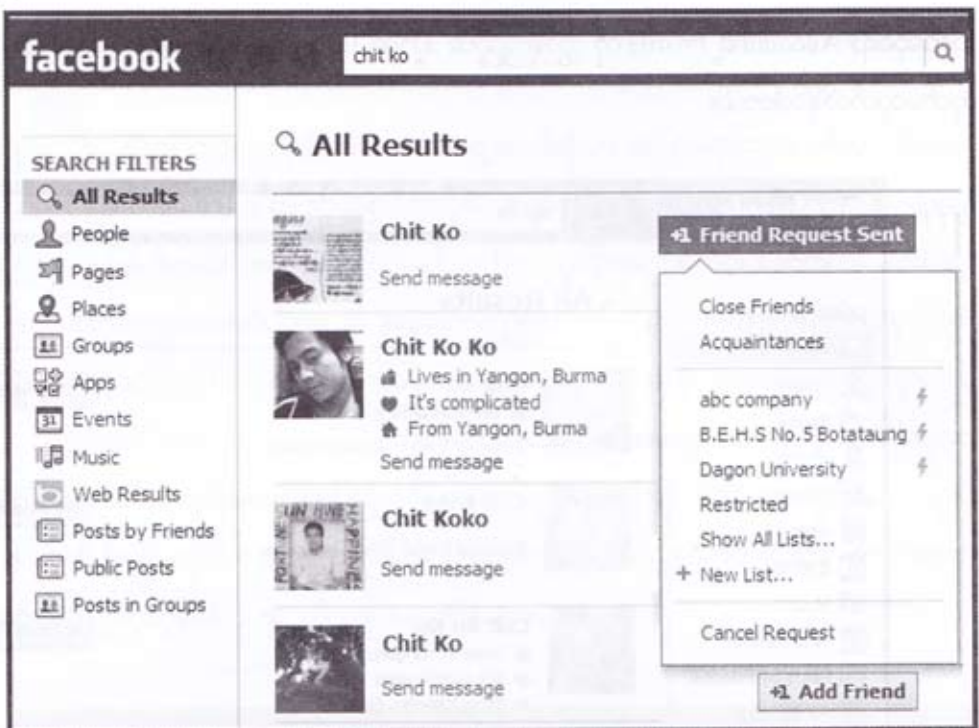 facebook
chit ko
SEARCH FILTERS
All Results
People
Pages
Places
Groups
Apps
Events
Music
Web Results
Posts by Friends
Public Posts
Posts in Groups
All Results
Chit Ko
Send message
Chit Ko Ko
Lives in Yangon, Burma
It's complicated
From Yangon, Burma
Send message
Chit Koko
Send message
Chit Ko
Send message
+1 Friend Request Sent
Close Friends
Acquaintances
abc company
B.E.H.S No.5 Botataung
Dagon University
Restricted
Show All Lists...
+ New List...
Cancel Request
+1 Add Friend